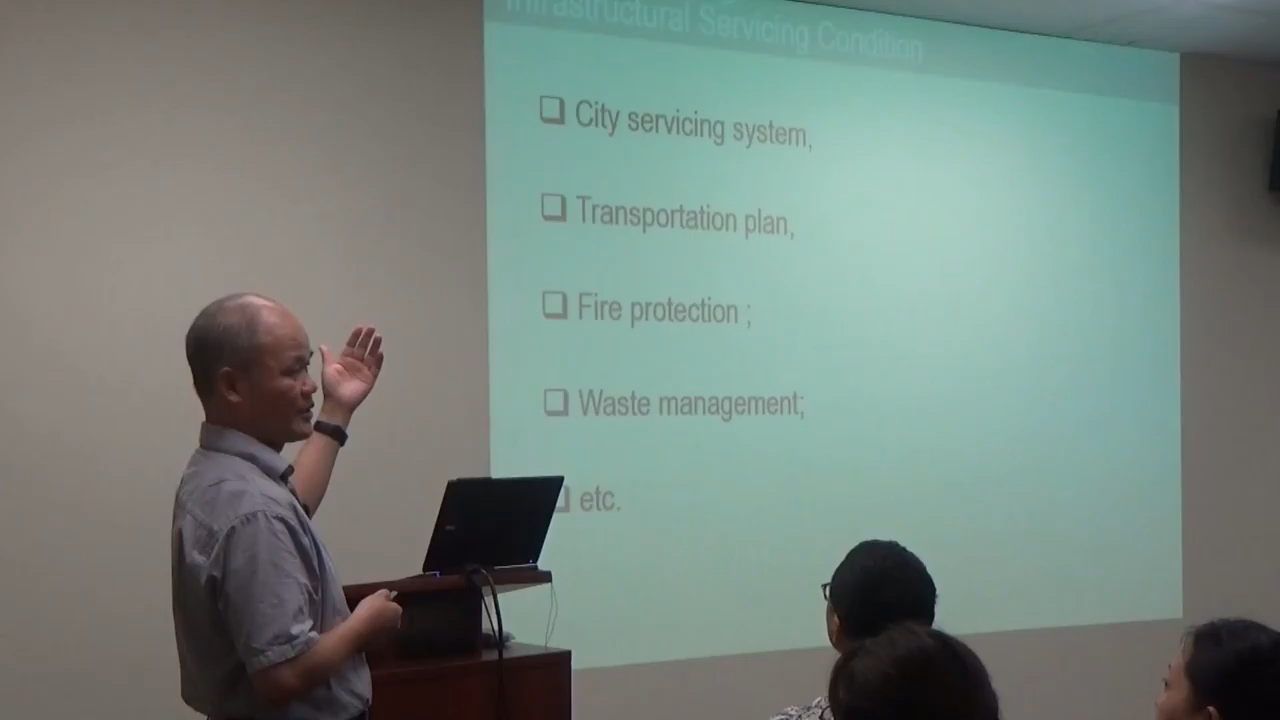 Infrastructural Servicing Condition
❑ City servicing system,
❑ Transportation plan,
❑ Fire protection ;
❑ Waste management;
❑ etc.